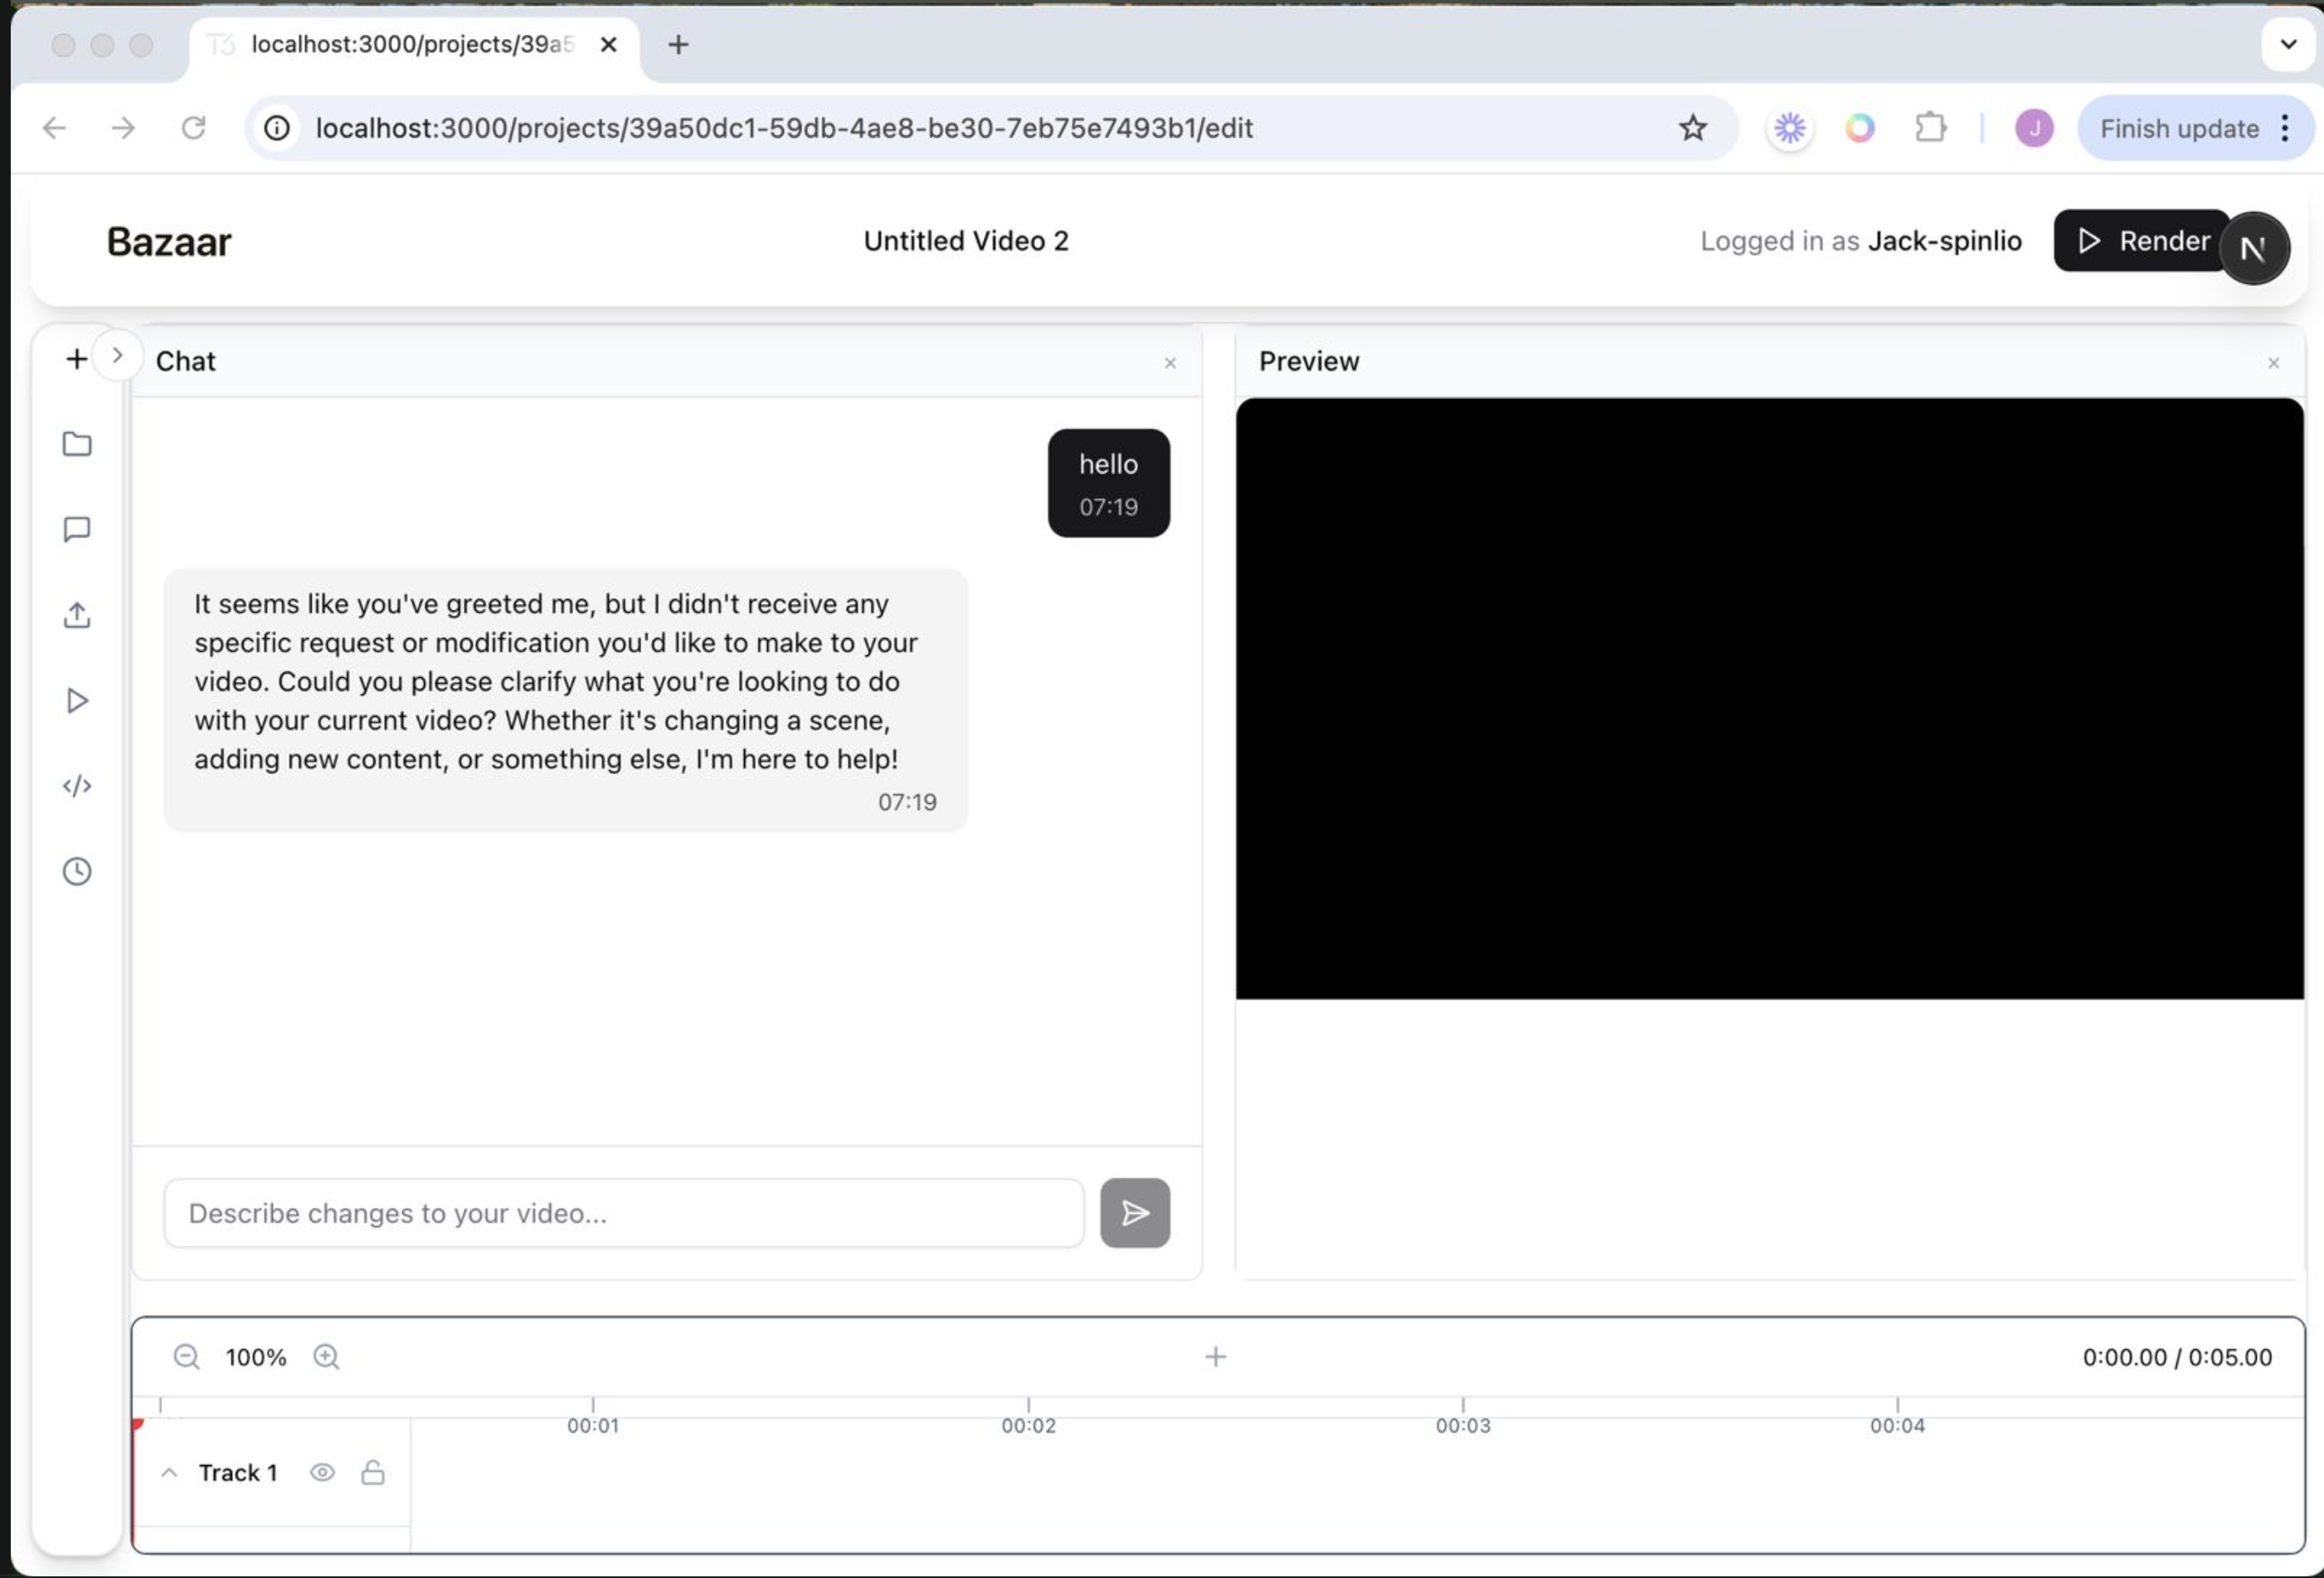 localhost:3000/projects/39a5
localhost:3000/projects/39a50dc1-59db-4ae8-be30-7eb75e7493b1/edit
J
Finish update
Bazaar
Untitled Video 2
Logged in as Jack-spinlio
Render
N
Chat
Preview
hello
07:19
It seems like you've greeted me, but I didn't receive any
specific request or modification you'd like to make to your
video. Could you please clarify what you're looking to do
with your current video? Whether it's changing a scene,
adding new content, or something else, I'm here to help!
07:19
Describe changes to your video...
100%
0:00.00 / 0:05.00
00:01
00:02
00:03
00:04
Track 1